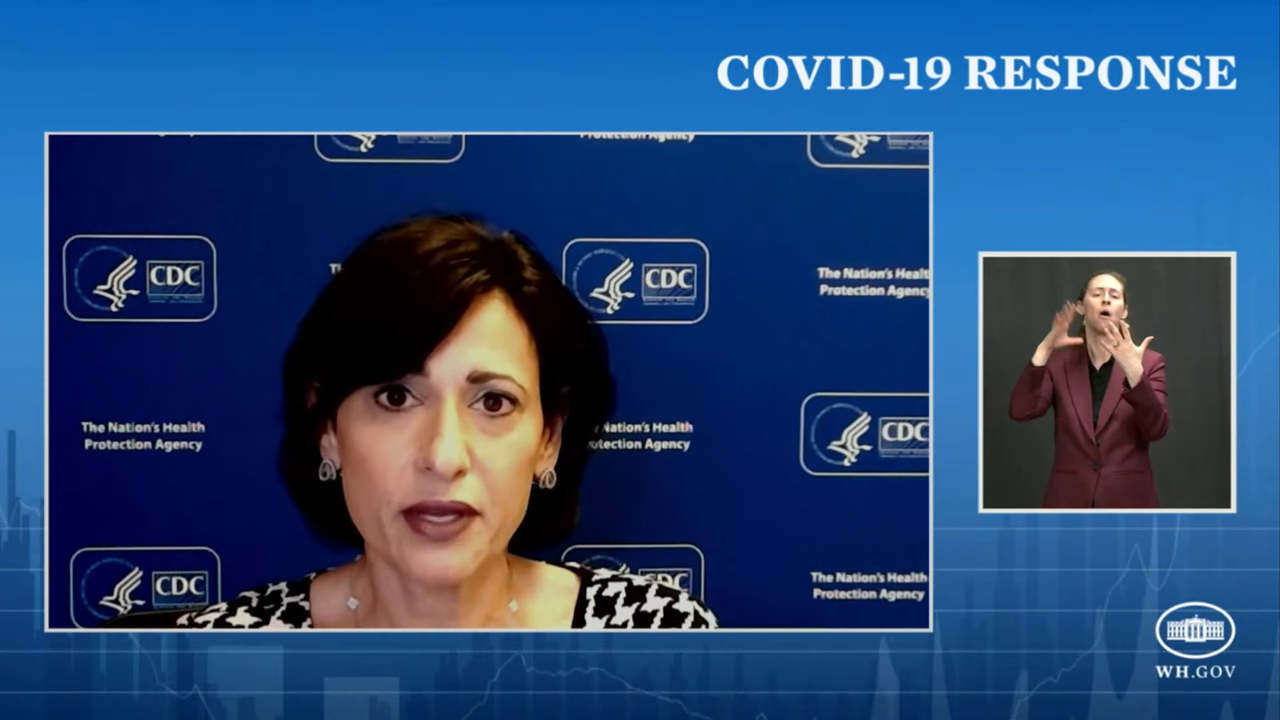 COVID-19 RESPONSE
Protection Agency
CDC
CDC
The Nation's Health
Protection Agency
The Nation's Health
Protection Agency
Nation's Health
Protection Agency
CDC
CDC
CDC
The Nation's Health
Protection Agency
WH.GOV